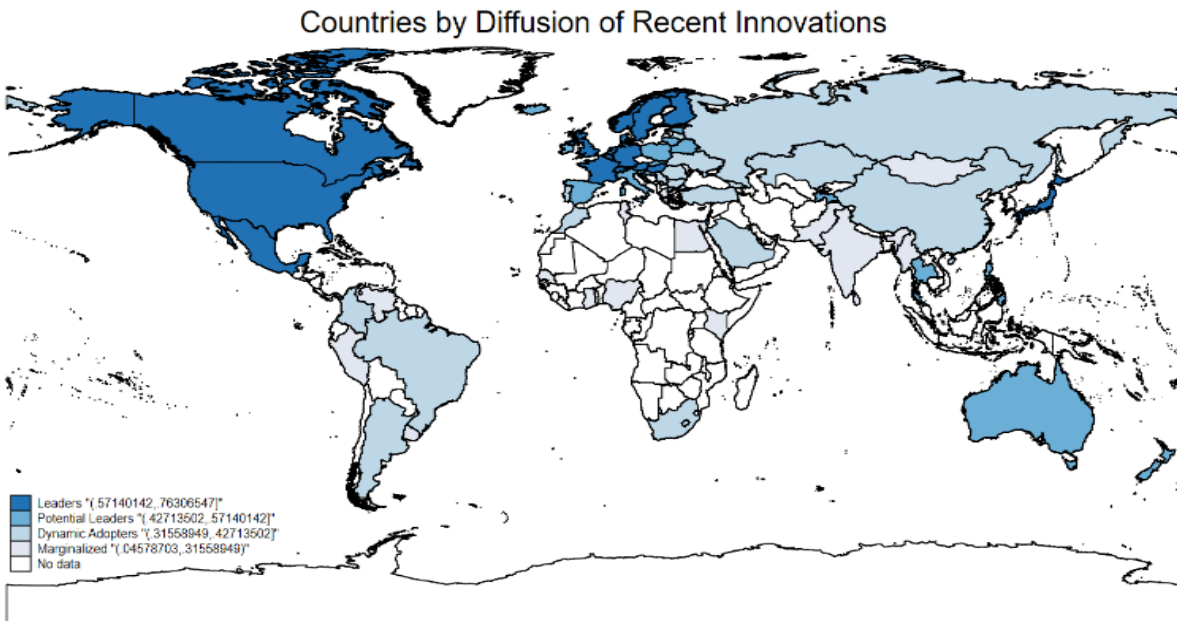 Countries by Diffusion of Recent Innovations
Leaders "(.57140142,.76306547]"
Potential Leaders "(.42713502,.57140142]"
Dynamic Adopters "(.31558949,.42713502]"
Marginalized "(.04578703,.31558949)"
No data